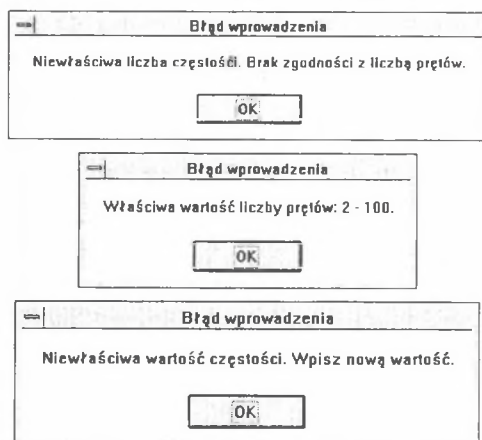 Błąd wprowadzenia
Niewłaściwa liczba częstości. Brak zgodności z liczbą prętów.
OK
Błąd wprowadzenia
Właściwa wartość liczby prętów: 2 - 100.
OK
Błąd wprowadzenia
Niewłaściwa wartość częstości. Wpisz nową wartość.
OK